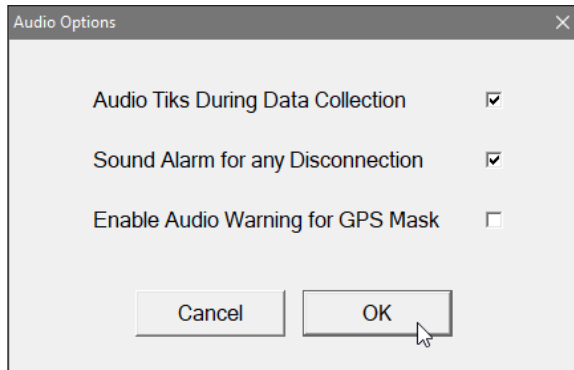 Audio Options
Audio Tiks During Data Collection
Sound Alarm for any Disconnection
Enable Audio Warning for GPS Mask
Cancel OK